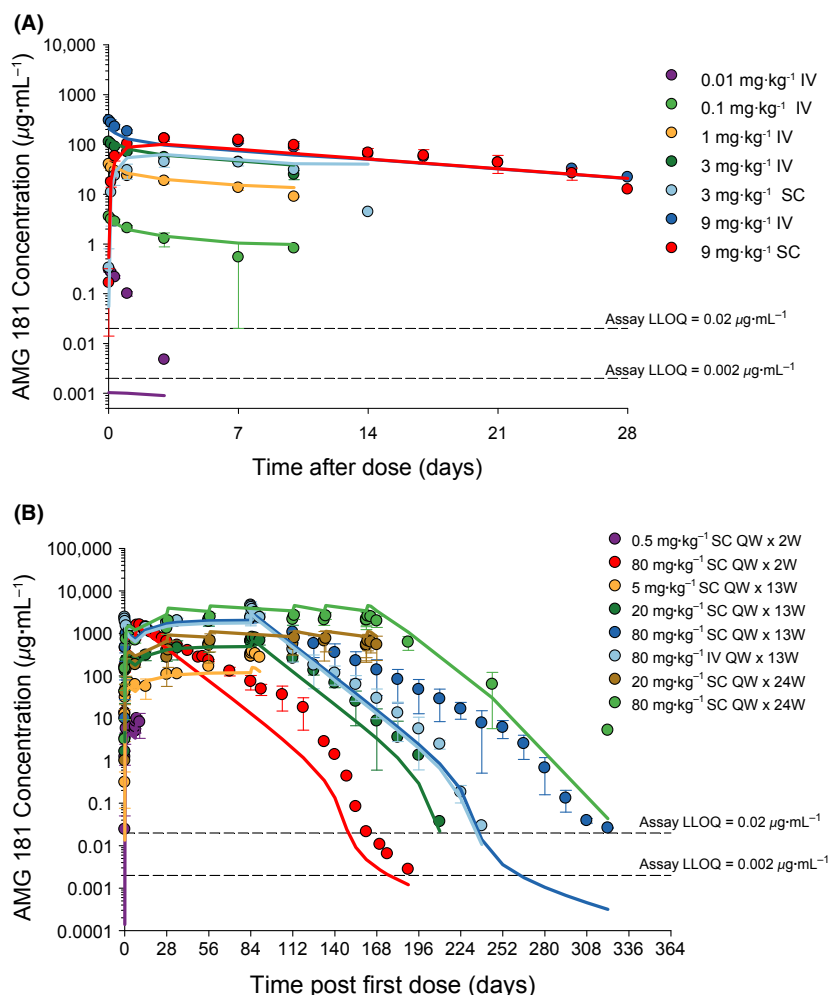 (A)
10,000
1000
100
10
1
0.1
0.01
0.001
AMG 181 Concentration (µg·mL⁻¹)
0.01 mg·kg⁻¹ IV
0.1 mg·kg⁻¹ IV
1 mg·kg⁻¹ IV
3 mg·kg⁻¹ IV
3 mg·kg⁻¹ SC
9 mg·kg⁻¹ IV
9 mg·kg⁻¹ SC
Assay LLOQ = 0.02 µg·mL⁻¹
Assay LLOQ = 0.002 µg·mL⁻¹
0 7 14 21 28
Time after dose (days)
(B)
100,000
10,000
1000
100
10
1
0.1
0.01
0.001
0.0001
AMG 181 Concentration (µg·mL⁻¹)
0.5 mg·kg⁻¹ SC QW x 2W
80 mg·kg⁻¹ SC QW x 2W
5 mg·kg⁻¹ SC QW x 13W
20 mg·kg⁻¹ SC QW x 13W
80 mg·kg⁻¹ SC QW x 13W
80 mg·kg⁻¹ IV QW x 13W
20 mg·kg⁻¹ SC QW x 24W
80 mg·kg⁻¹ SC QW x 24W
Assay LLOQ = 0.02 µg·mL⁻¹
Assay LLOQ = 0.002 µg·mL⁻¹
0 28 56 84 112 140 168 196 224 252 280 308 336 364
Time post first dose (days)